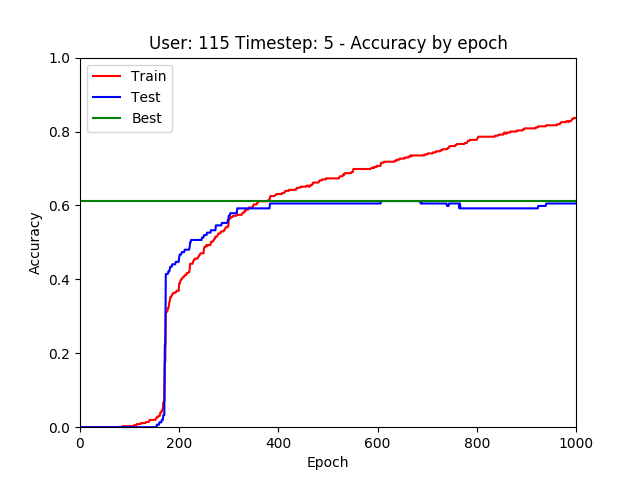 User: 115 Timestep: 5 - Accuracy by epoch
1.0
Train
Test
Best
0.8
0.6
0.4
0.2
0.0
Accuracy
0 200 400 600 800 1000
Epoch